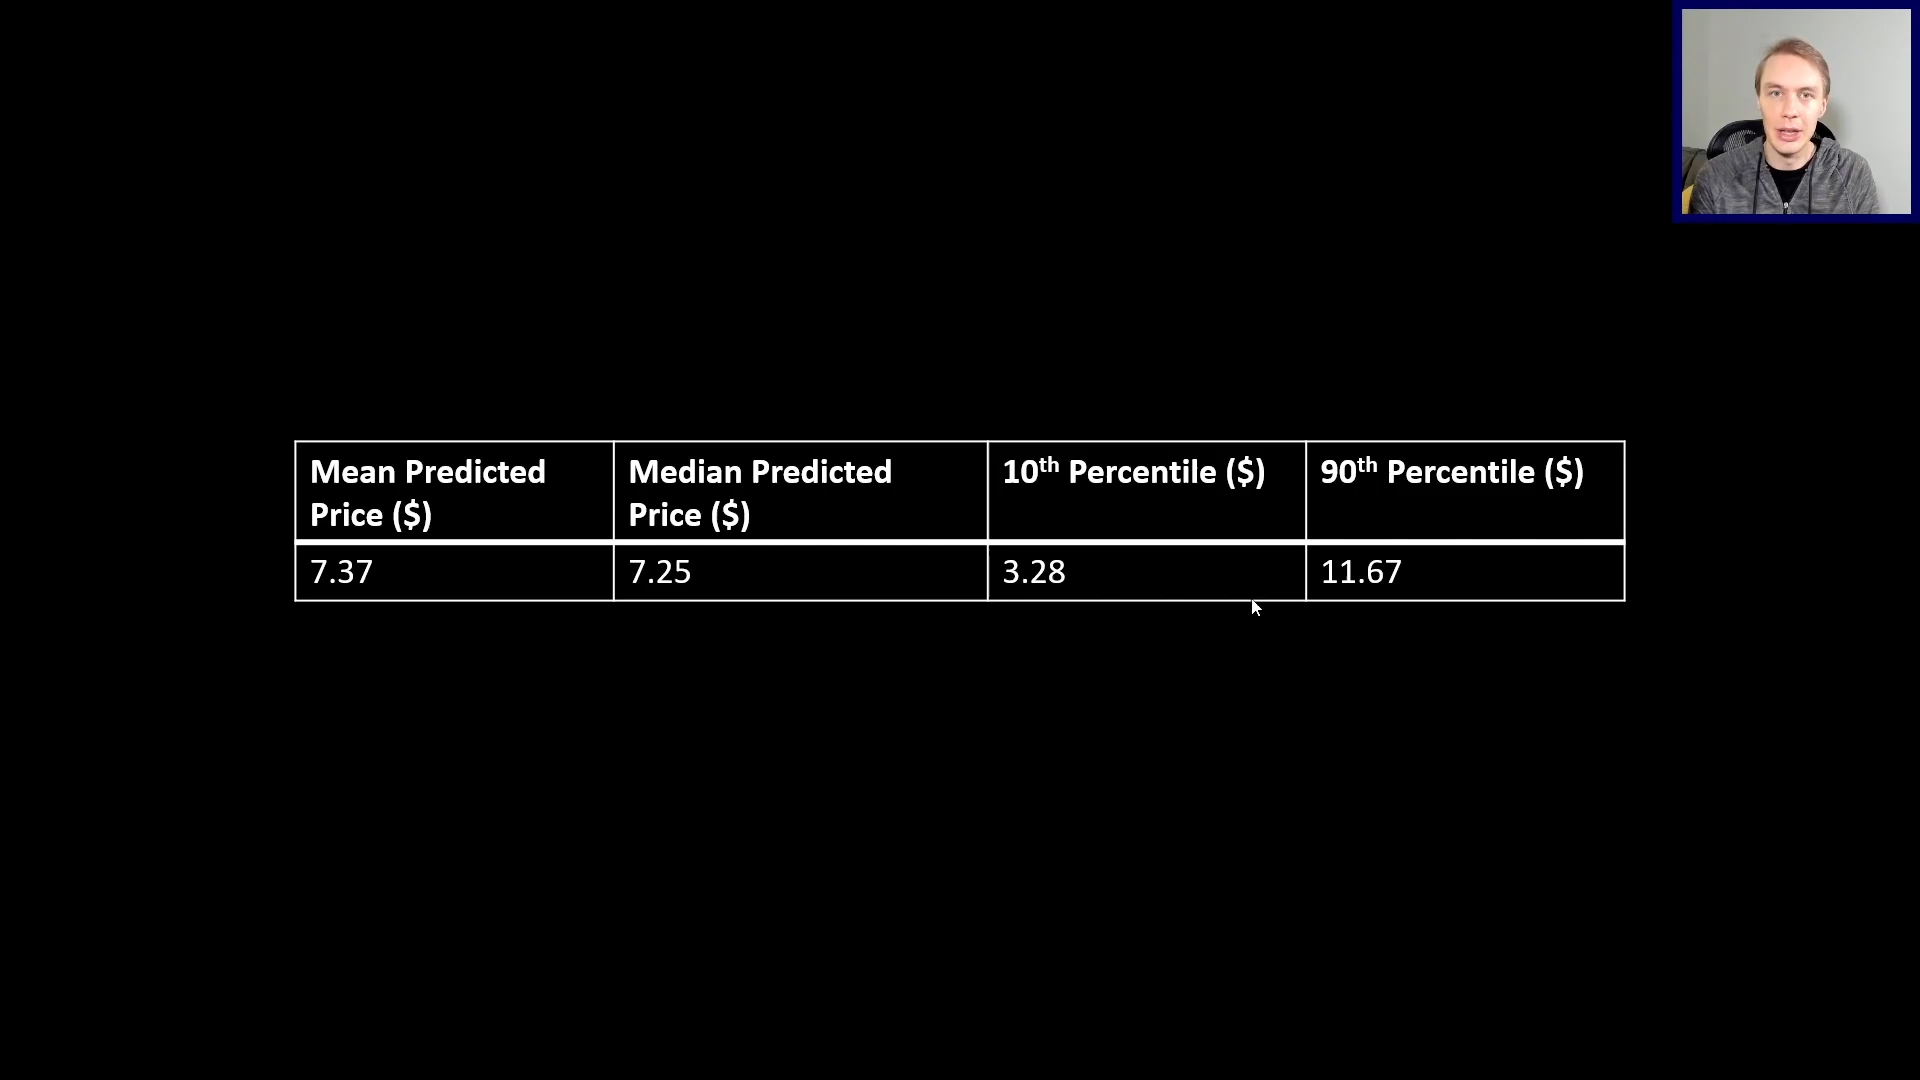 Mean Predicted
Price ($)
Median Predicted
Price ($)
10th Percentile ($)
90th Percentile ($)
7.37
7.25
3.28
11.67